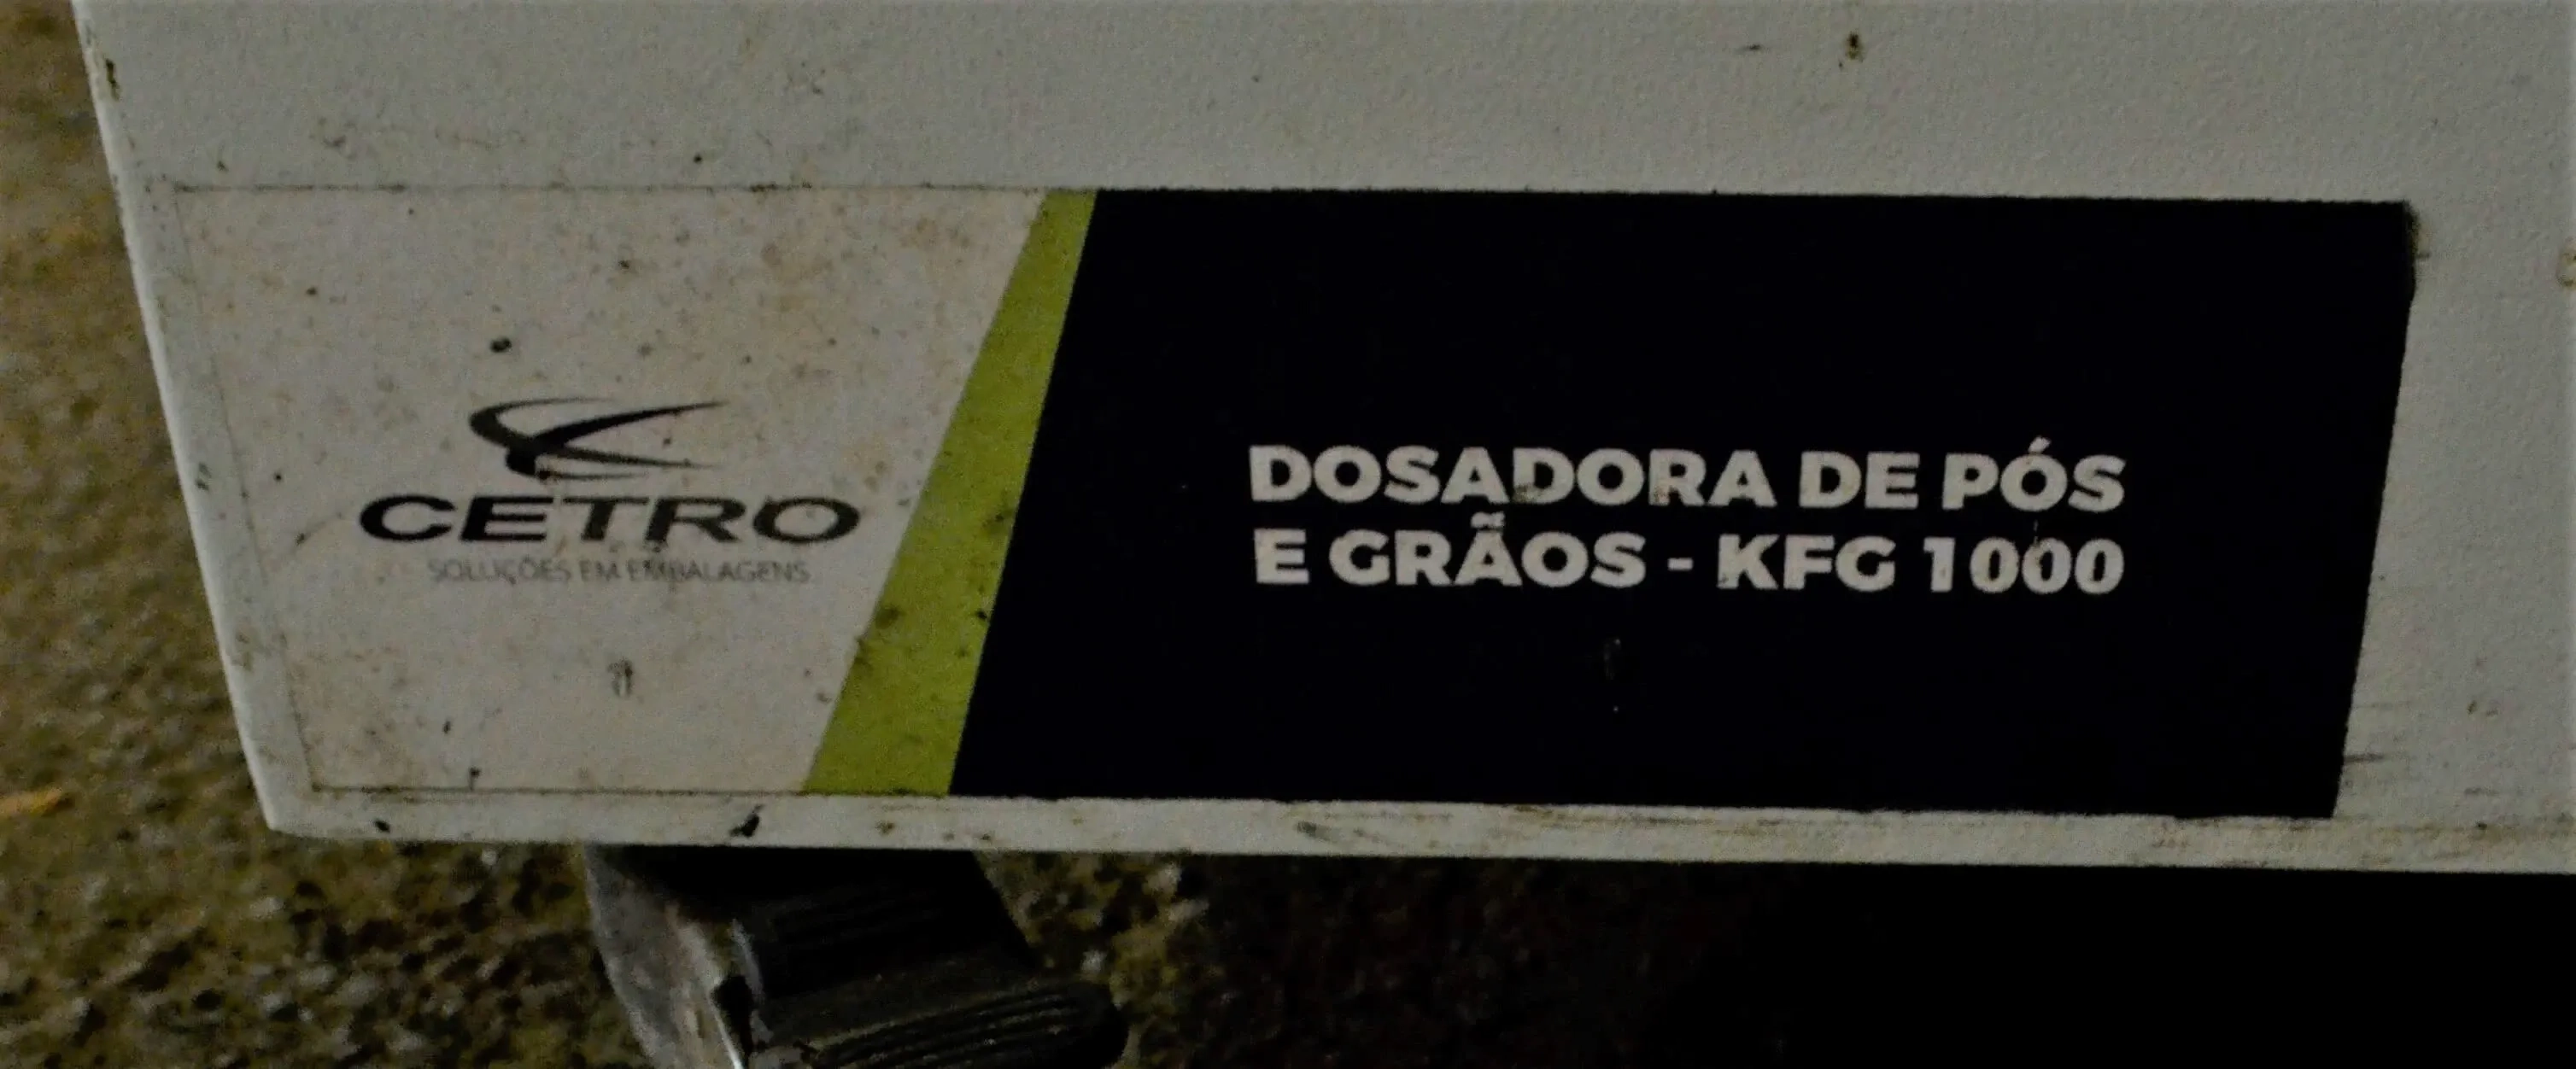 CETRO
SOLUÇÕES EM EMBALAGENS
DOSADORA DE PÓS
E GRÃOS - KFG 1000